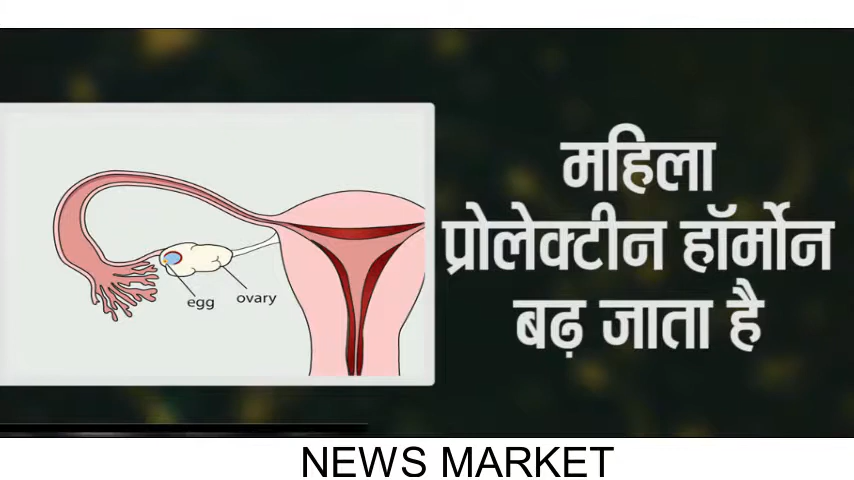 महिला
प्रोलेक्टीन हॉर्मोन
बढ़ जाता है
egg
ovary
NEWS MARKET